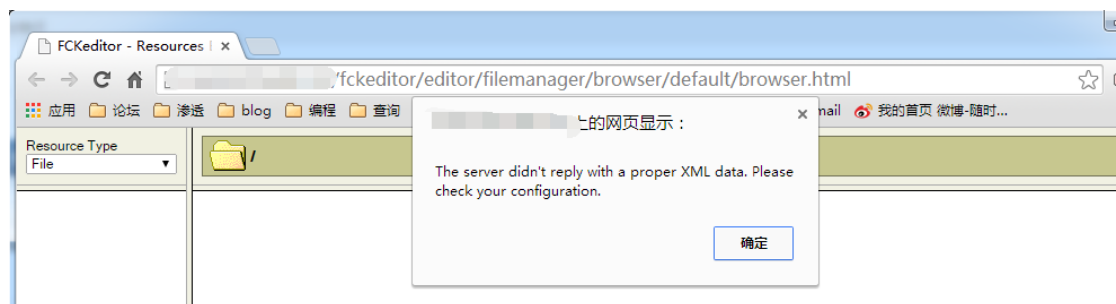 FCKeditor - Resources
/fckeditor/editor/filemanager/browser/default/browser.html
应用 论坛 渗透 blog 编程 查询 mail 我的首页 微博-随时...
上的网页显示：
Resource Type
File
/
The server didn't reply with a proper XML data. Please
check your configuration.
确定